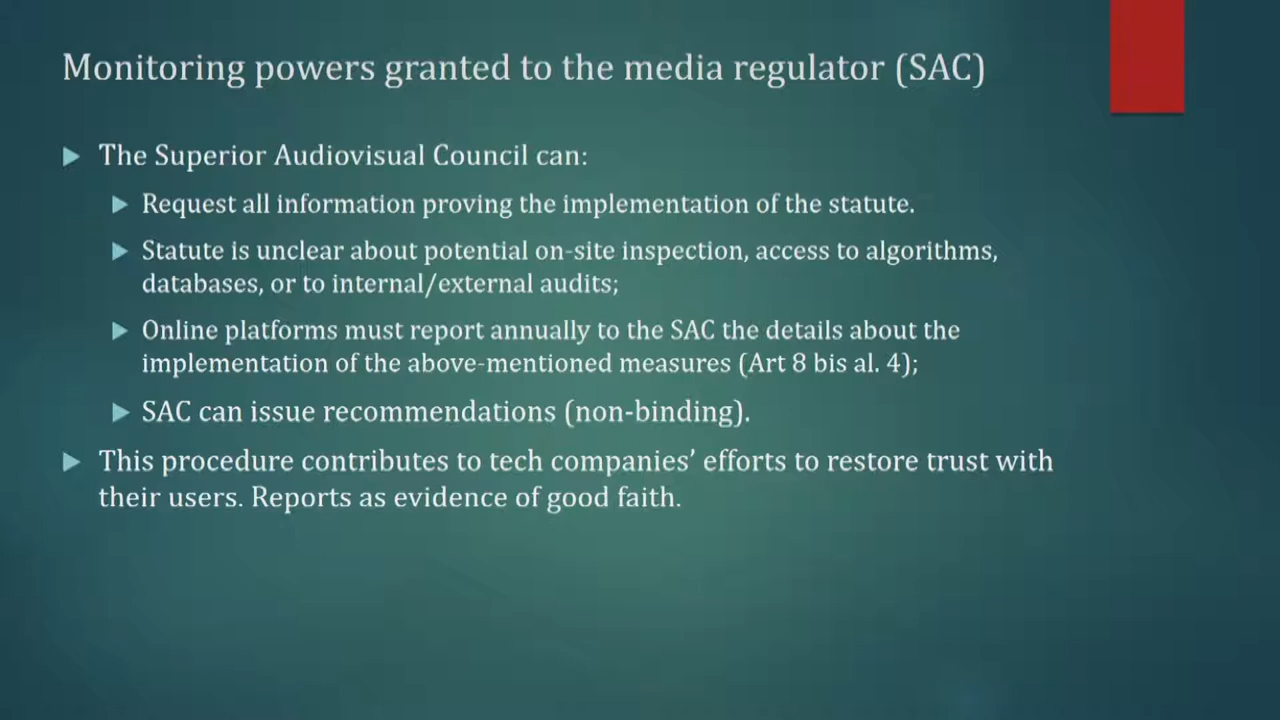 Monitoring powers granted to the media regulator (SAC)
The Superior Audiovisual Council can:
Request all information proving the implementation of the statute.
Statute is unclear about potential on-site inspection, access to algorithms,
databases, or to internal/external audits;
Online platforms must report annually to the SAC the details about the
implementation of the above-mentioned measures (Art 8 bis al. 4);
SAC can issue recommendations (non-binding).
This procedure contributes to tech companies’ efforts to restore trust with
their users. Reports as evidence of good faith.